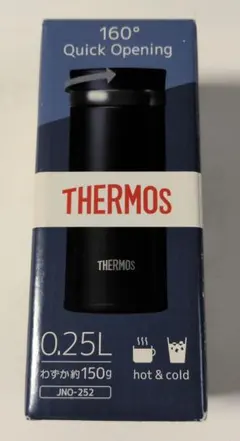 160°
Quick Opening
THERMOS
THERMOS
0.25L
わずか約150g
JNO-252
hot & cold